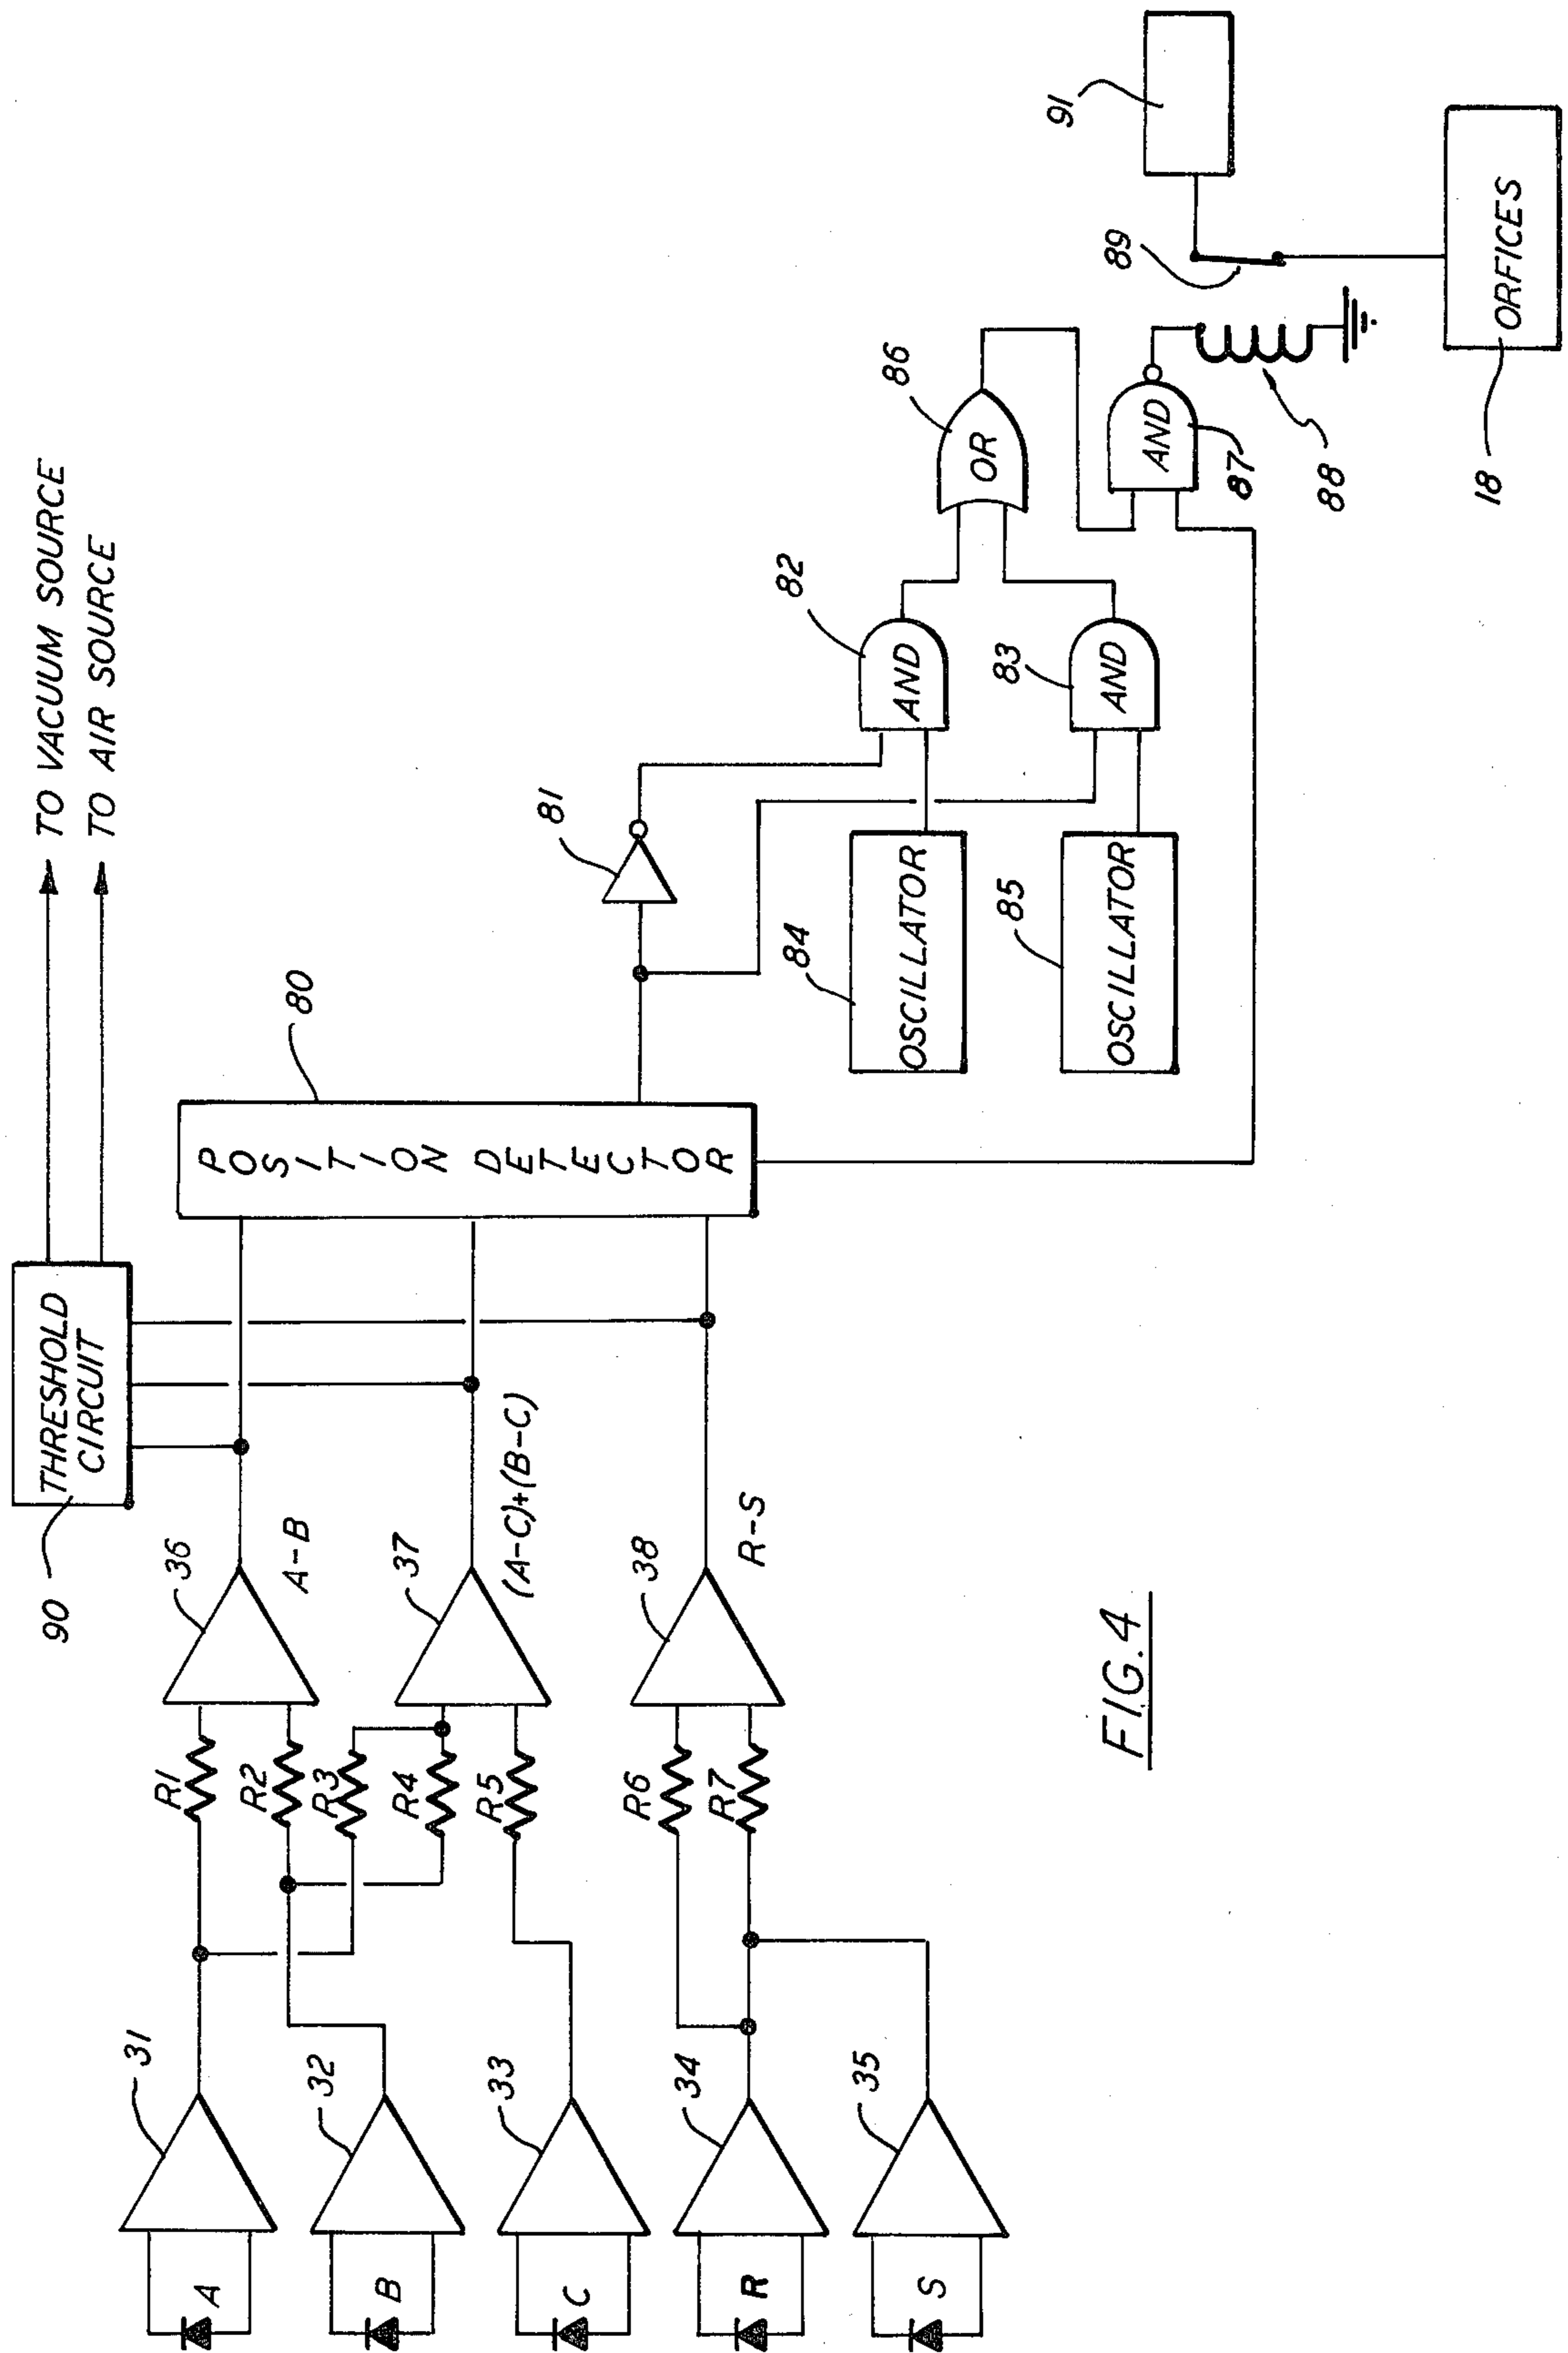 TO VACUUM SOURCE
TO AIR SOURCE
THRESHOLD
CIRCUIT
90
POSITION DETECTOR
80
A
31
R1
36
A-B
B
32
R2
R3
C
33
R4
R5
37
(A-C)+(B-C)
R
34
R6
R7
38
R-S
S
35
81
82
AND
83
AND
84
OSCILLATOR
85
OSCILLATOR
86
OR
AND
87
88
89
91
18
ORFICES
FIG. 4